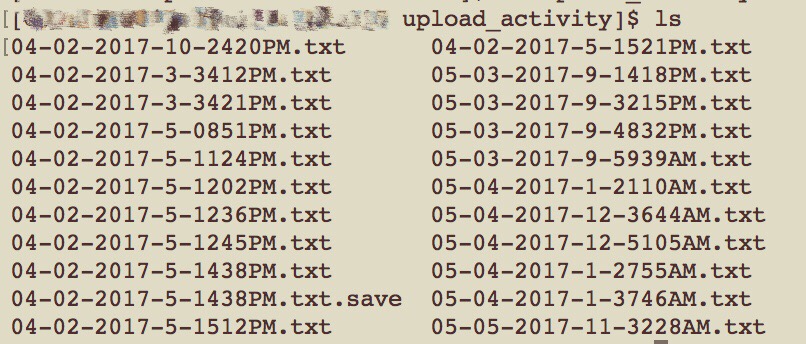 upload_activity]$ ls
04-02-2017-10-2420PM.txt 04-02-2017-5-1521PM.txt
04-02-2017-3-3412PM.txt 05-03-2017-9-1418PM.txt
04-02-2017-3-3421PM.txt 05-03-2017-9-3215PM.txt
04-02-2017-5-0851PM.txt 05-03-2017-9-4832PM.txt
04-02-2017-5-1124PM.txt 05-03-2017-9-5939AM.txt
04-02-2017-5-1202PM.txt 05-04-2017-1-2110AM.txt
04-02-2017-5-1236PM.txt 05-04-2017-12-3644AM.txt
04-02-2017-5-1245PM.txt 05-04-2017-12-5105AM.txt
04-02-2017-5-1438PM.txt 05-04-2017-1-2755AM.txt
04-02-2017-5-1438PM.txt.save 05-04-2017-1-3746AM.txt
04-02-2017-5-1512PM.txt 05-05-2017-11-3228AM.txt